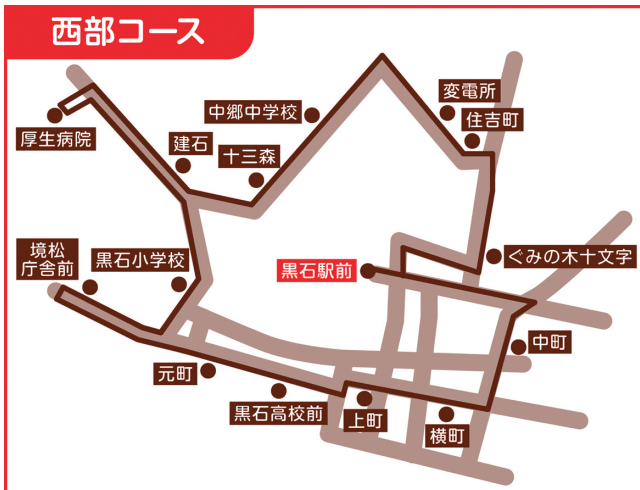 西部コース
変電所
中郷中学校
住吉町
厚生病院
建石
十三森
境松
庁舎前
黒石小学校
黒石駅前
ぐみの木十文字
中町
元町
黒石高校前
上町
横町